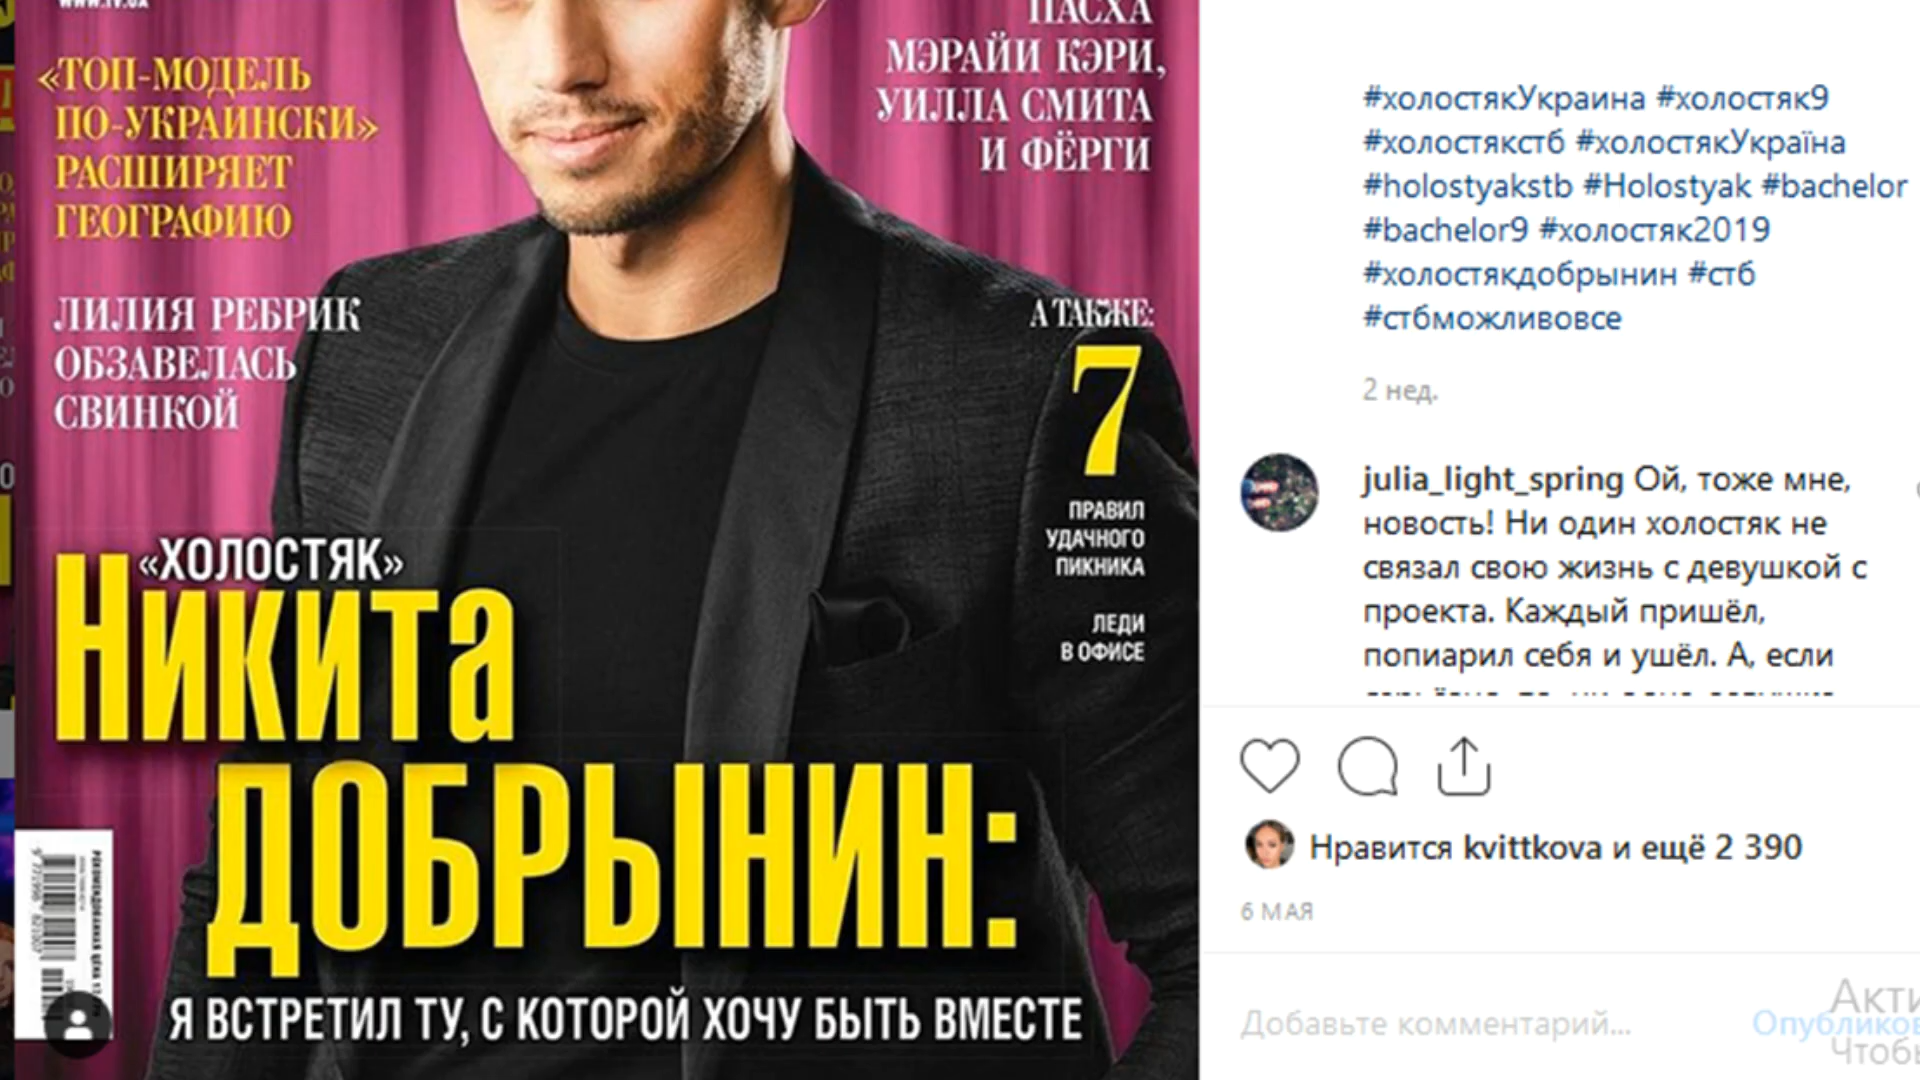 www.tv.ua
«ТОП-МОДЕЛЬ
ПО-УКРАИНСКИ»
РАСШИРЯЕТ
ГЕОГРАФИЮ
ЛИЛИЯ РЕБРИК
ОБЗАВЕЛАСЬ
СВИНКОЙ
ПАСХА
МЭРАЙИ КЭРИ,
УИЛЛА СМИТА
И ФЁРГИ
А ТАКЖЕ:
7
ПРАВИЛ
УДАЧНОГО
ПИКНИКА
ЛЕДИ
В ОФИСЕ
«ХОЛОСТЯК»
Никита
ДОБРЫНИН:
Я ВСТРЕТИЛ ТУ, С КОТОРОЙ ХОЧУ БЫТЬ ВМЕСТЕ
#холостякУкраина #холостяк9
#холостякстб #холостякУкраїна
#holostyakstb #Holostyak #bachelor
#bachelor9 #холостяк2019
#холостякдобрынин #стб
#стбможливовсе
2 нед.
julia_light_spring Ой, тоже мне,
новость! Ни один холостяк не
связал свою жизнь с девушкой с
проекта. Каждый пришёл,
попиарил себя и ушёл. А, если
Нравится kvittkova и ещё 2 390
6 МАЯ
Добавьте комментарий...